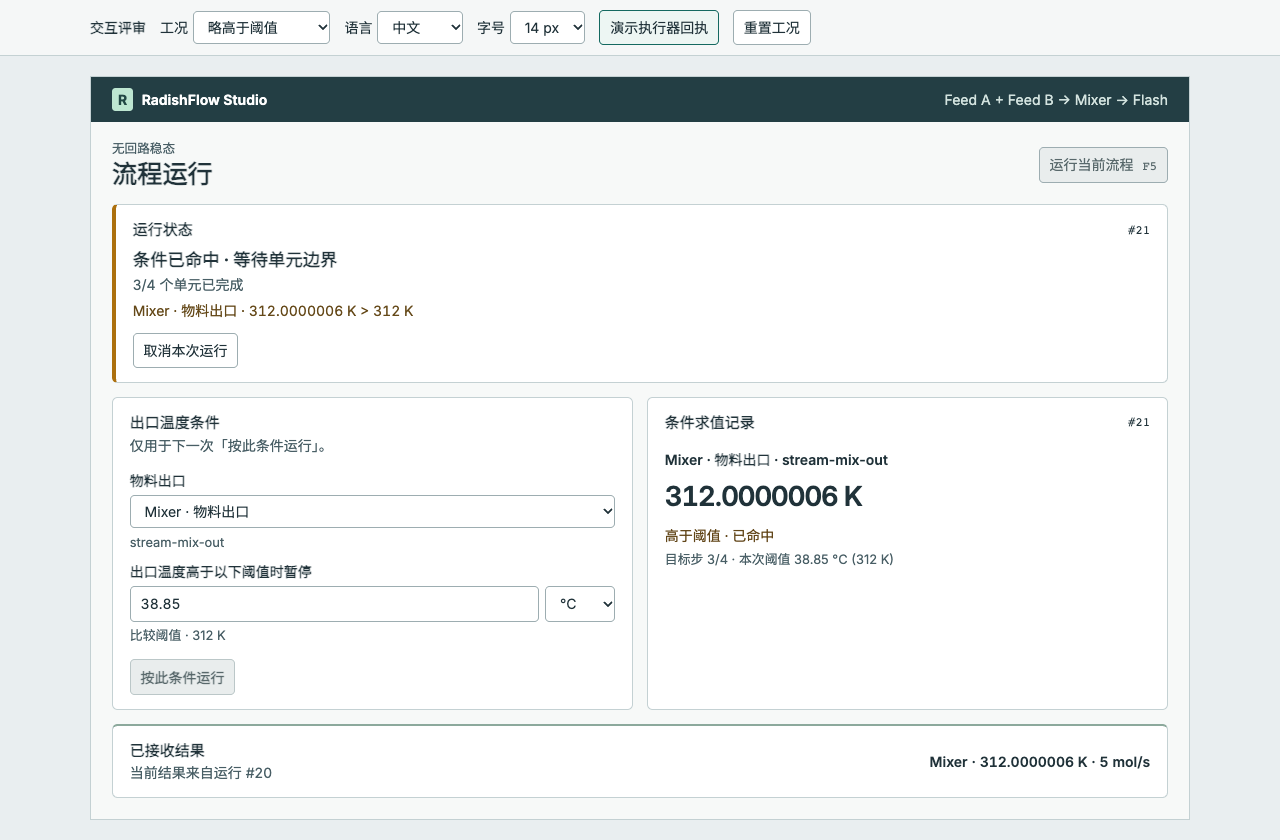 交互评审 工况 略高于阈值 语言 中文 字号 14 px 演示执行器回执 重置工况
R RadishFlow Studio Feed A + Feed B → Mixer → Flash
无回路稳态
流程运行
运行当前流程 F5
运行状态 #21
条件已命中 · 等待单元边界
3/4 个单元已完成
Mixer · 物料出口 · 312.0000006 K > 312 K
取消本次运行
出口温度条件
仅用于下一次「按此条件运行」。
物料出口
Mixer · 物料出口
stream-mix-out
出口温度高于以下阈值时暂停
38.85 °C
比较阈值 · 312 K
按此条件运行
条件求值记录 #21
Mixer · 物料出口 · stream-mix-out
312.0000006 K
高于阈值 · 已命中
目标步 3/4 · 本次阈值 38.85 °C (312 K)
已接收结果
当前结果来自运行 #20
Mixer · 312.0000006 K · 5 mol/s